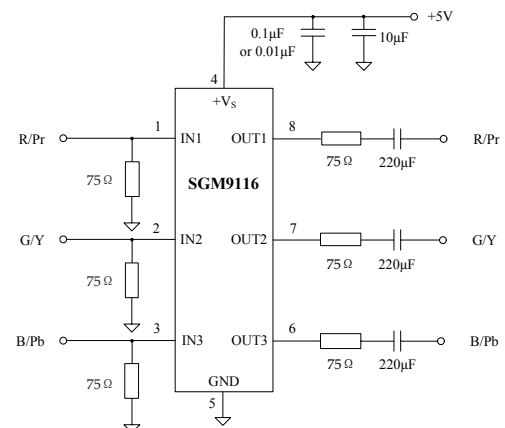 +5V
0.1μF
or 0.01μF
10μF
4
+VS
1
8
R/Pr
IN1
OUT1
R/Pr
75Ω
220μF
75Ω
SGM9116
2
7
G/Y
IN2
OUT2
G/Y
75Ω
220μF
75Ω
3
6
B/Pb
IN3
OUT3
B/Pb
75Ω
220μF
75Ω
GND
5